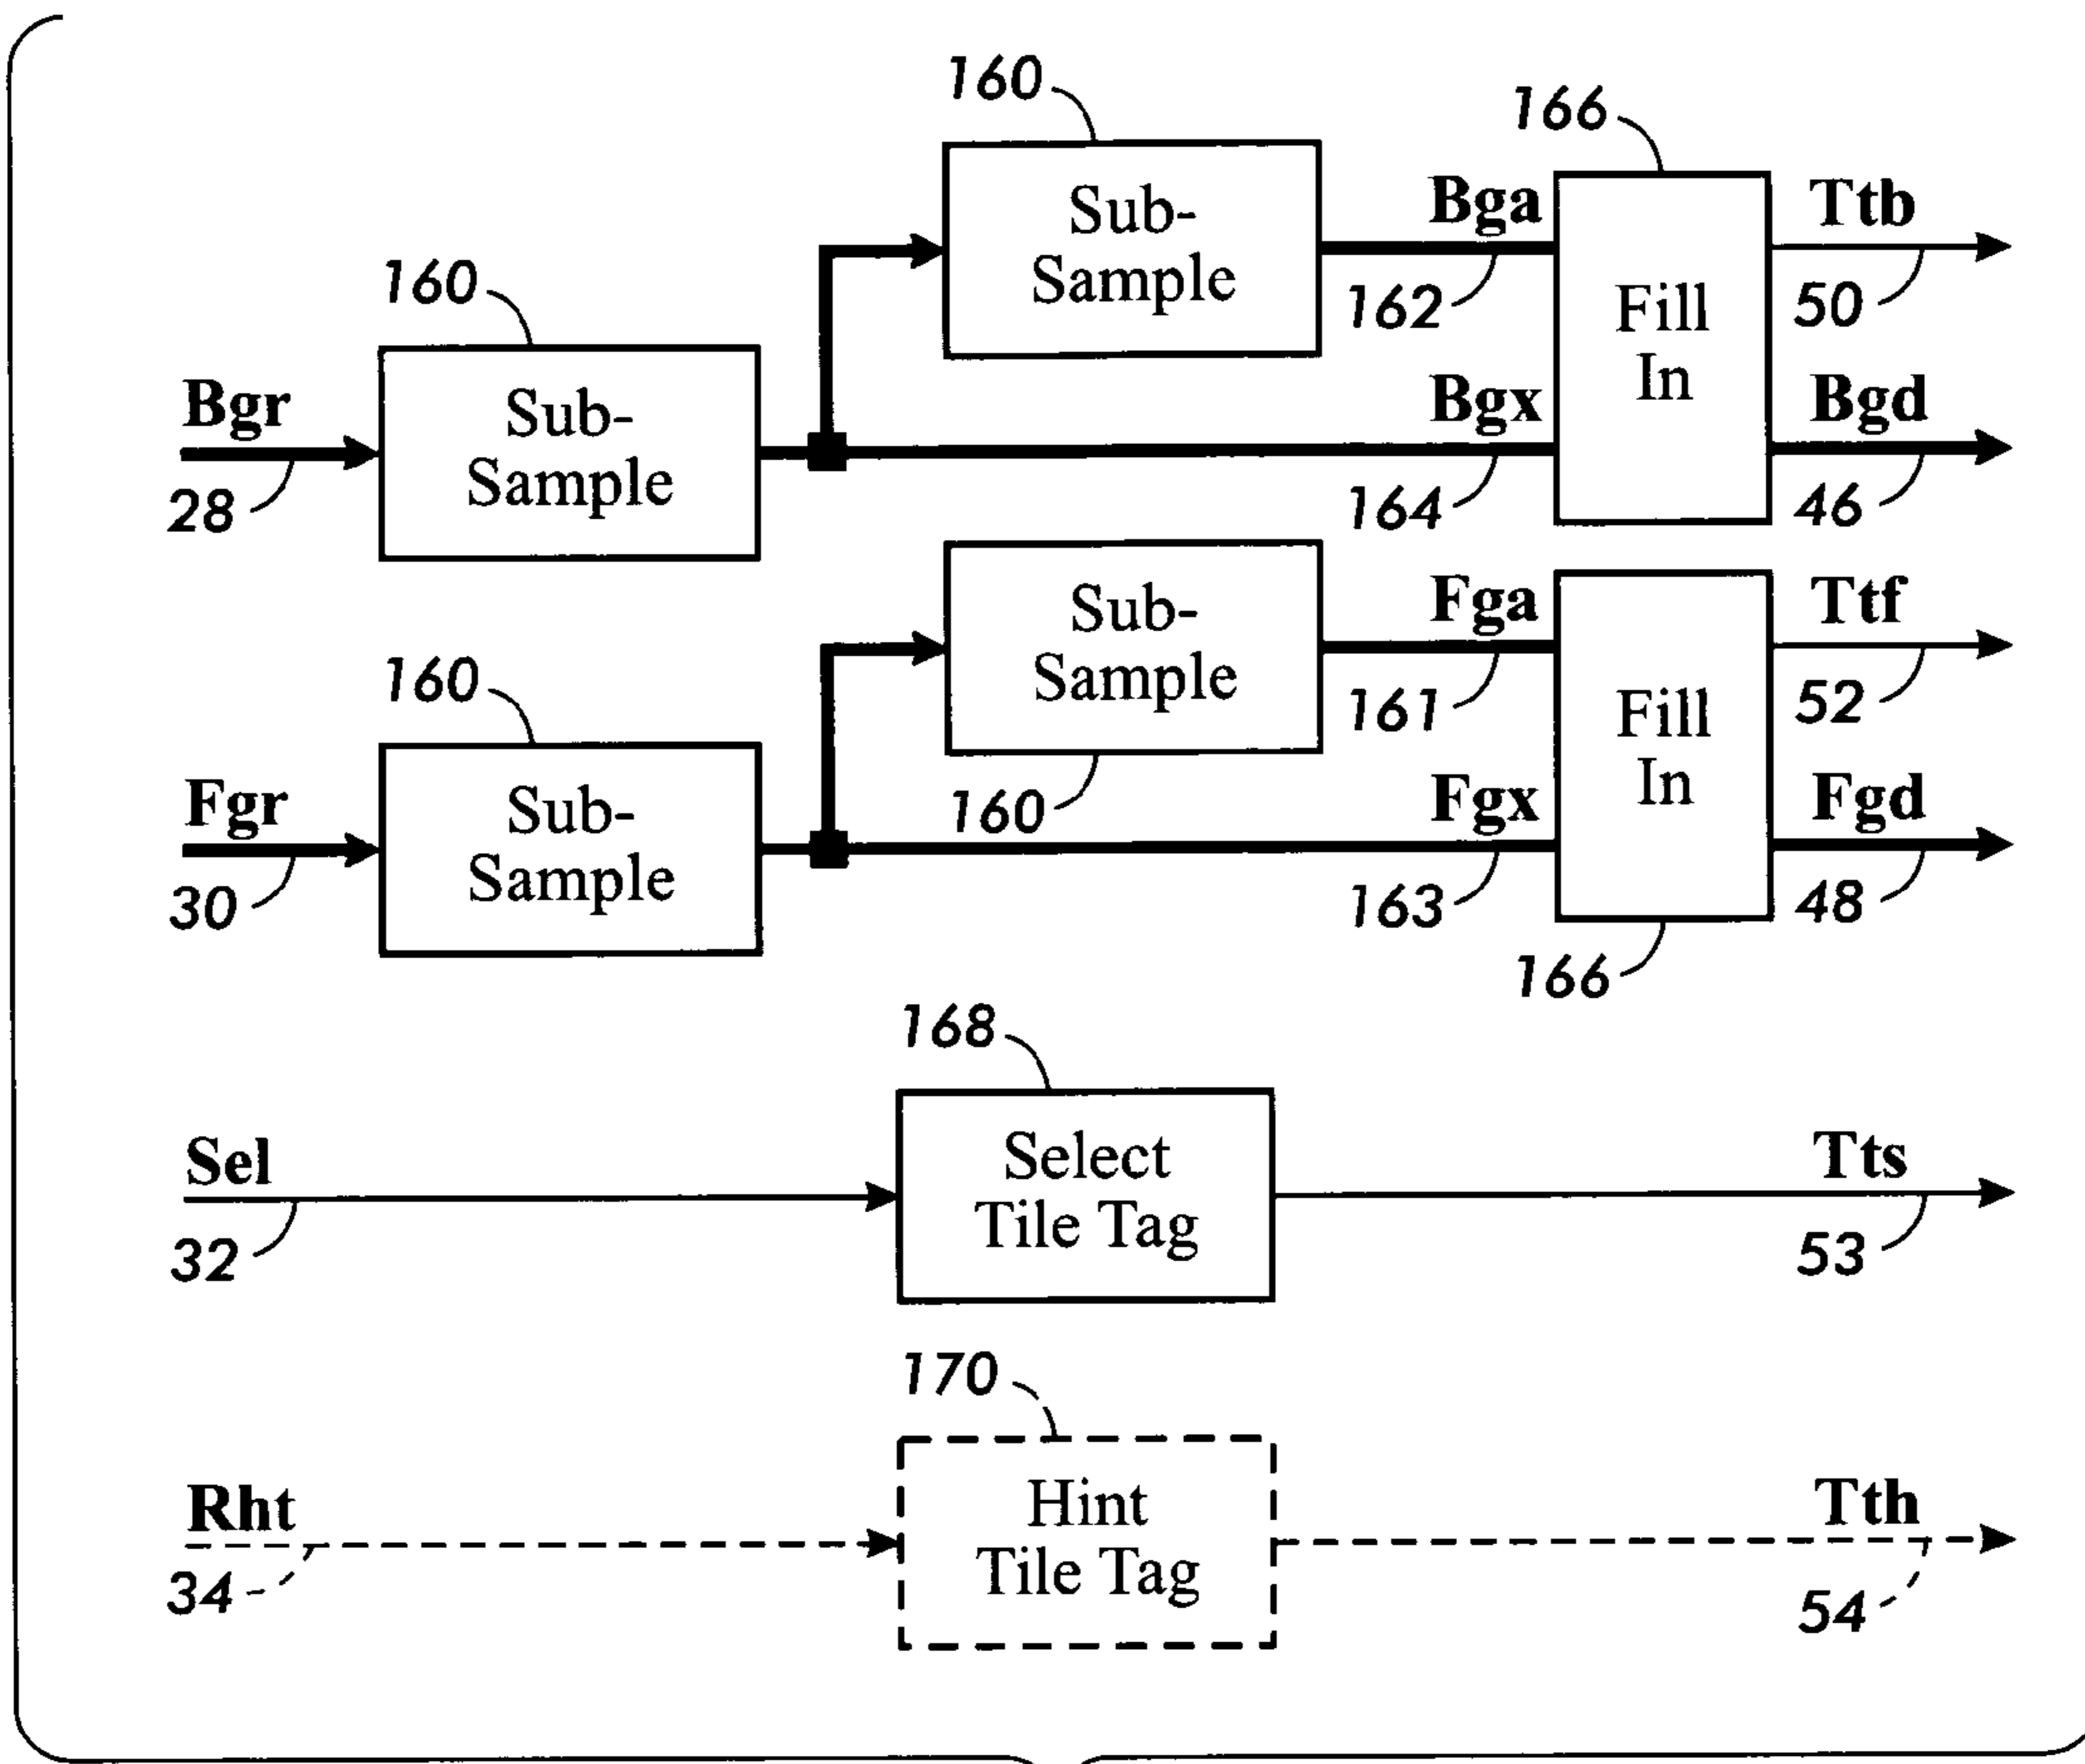 160
166
Sub-
Sample
Bga
Ttb
162
50
Fill
In
160
Bgr
Sub-
Sample
Bgx
Bgd
28
164
46
160
Sub-
Sample
Fga
Ttf
161
52
Fill
In
Fgr
Sub-
Sample
160
Fgx
Fgd
30
163
48
166
168
Sel
Select
Tile Tag
Tts
32
53
170
Rht
Hint
Tile Tag
Tth
34
54